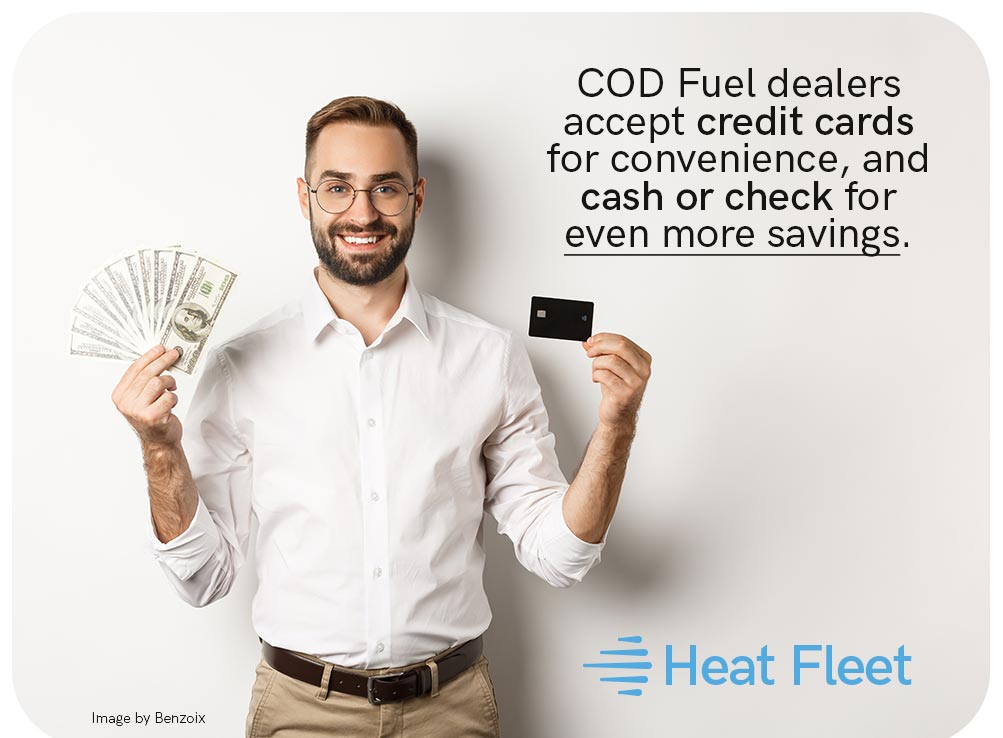 COD Fuel dealers
accept credit cards
for convenience, and
cash or check for
even more savings.
Heat Fleet
Image by Benzoix